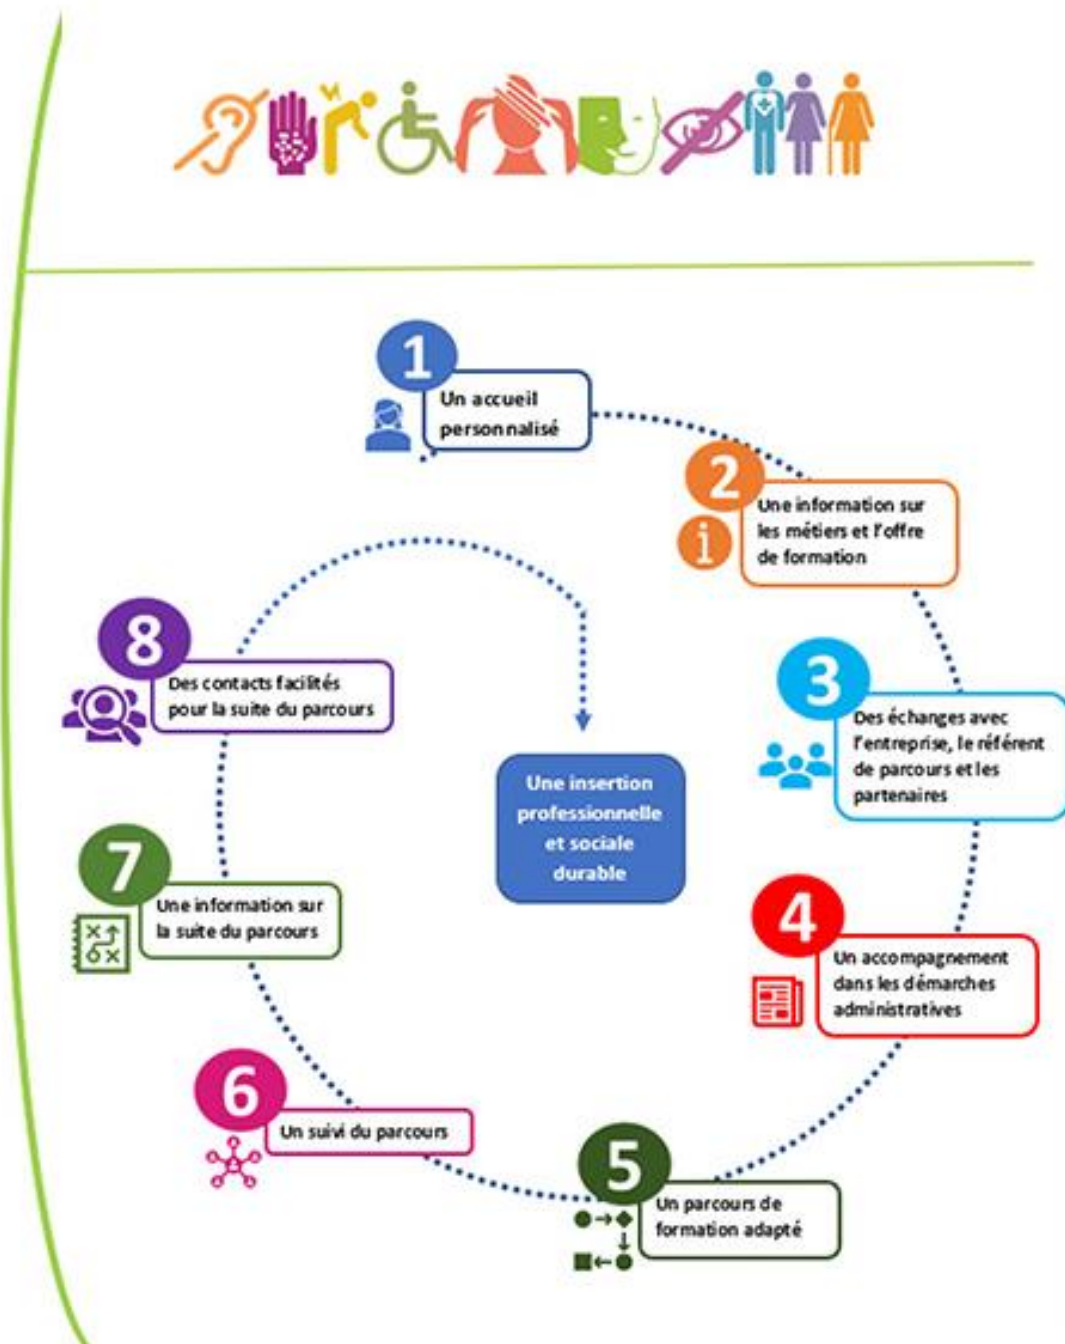 1
Un accueil
personnalisé
2
i
Une information sur
les métiers et l'offre
de formation
3
Des échanges avec
l'entreprise, le référent
de parcours et les
partenaires
4
Un accompagnement
dans les démarches
administratives
5
Un parcours de
formation adapté
6
Un suivi du parcours
7
Une information sur
la suite du parcours
8
Des contacts facilités
pour la suite du parcours
Une insertion
professionnelle
et sociale
durable